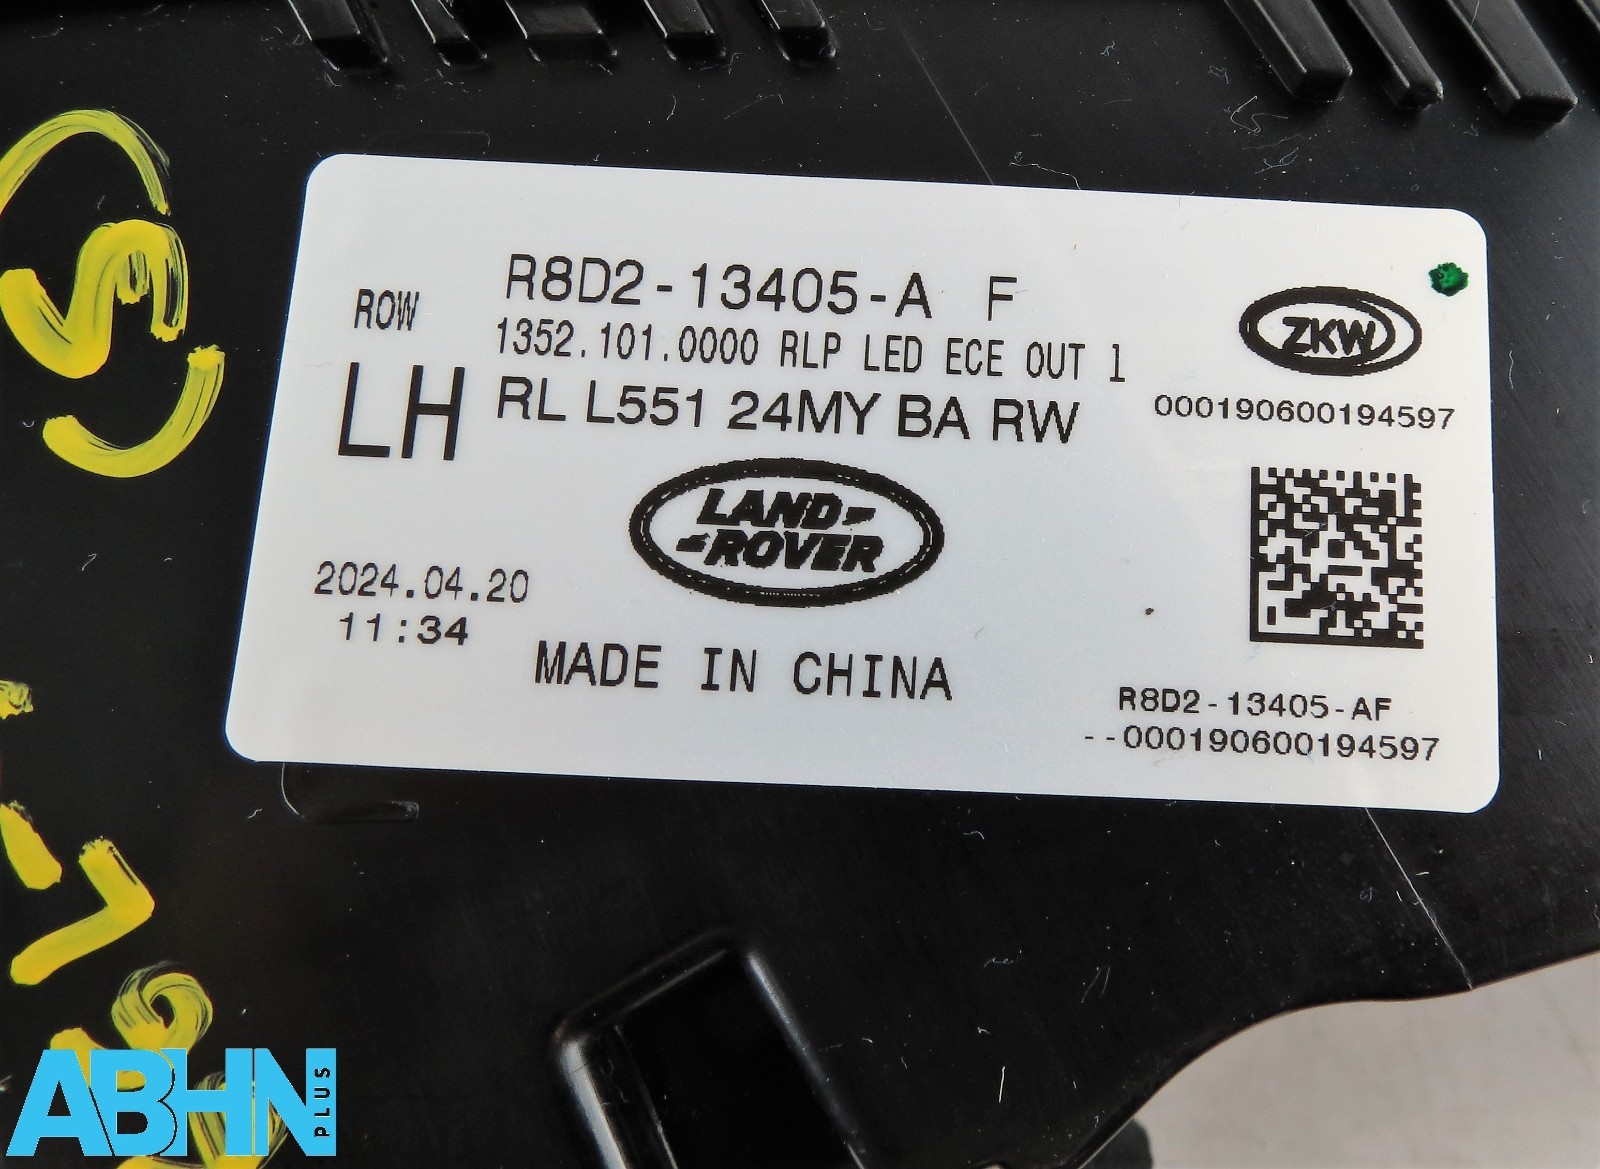 R8D2-13405-A F
ROW
1352.101.0000 RLP LED ECE OUT 1
LH
RL L551 24MY BA RW
ZKW
000190600194597
LAND-
-ROVER
2024.04.20
11:34
MADE IN CHINA
R8D2-13405-AF
--000190600194597
ABHN PLUS